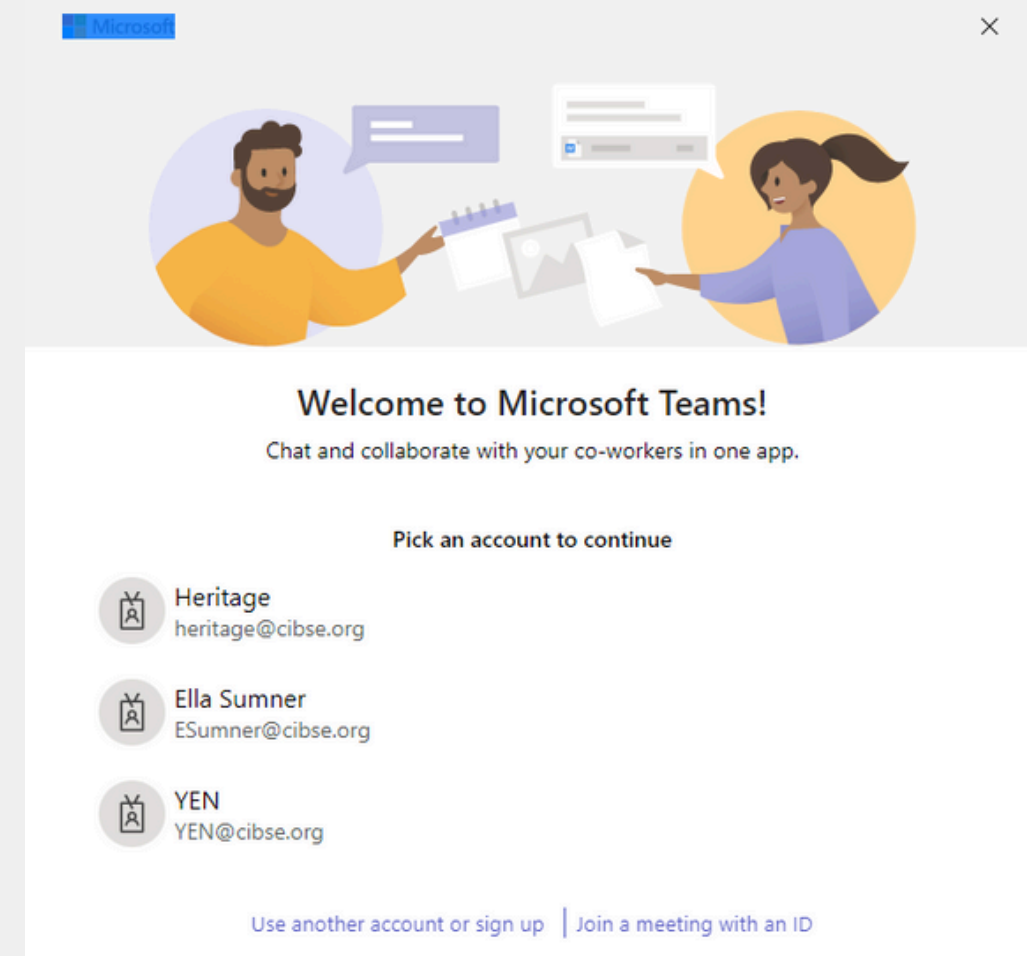 Microsoft
Welcome to Microsoft Teams!
Chat and collaborate with your co-workers in one app.
Pick an account to continue
Heritage
heritage@cibse.org
Ella Sumner
ESumner@cibse.org
YEN
YEN@cibse.org
Use another account or sign up | Join a meeting with an ID